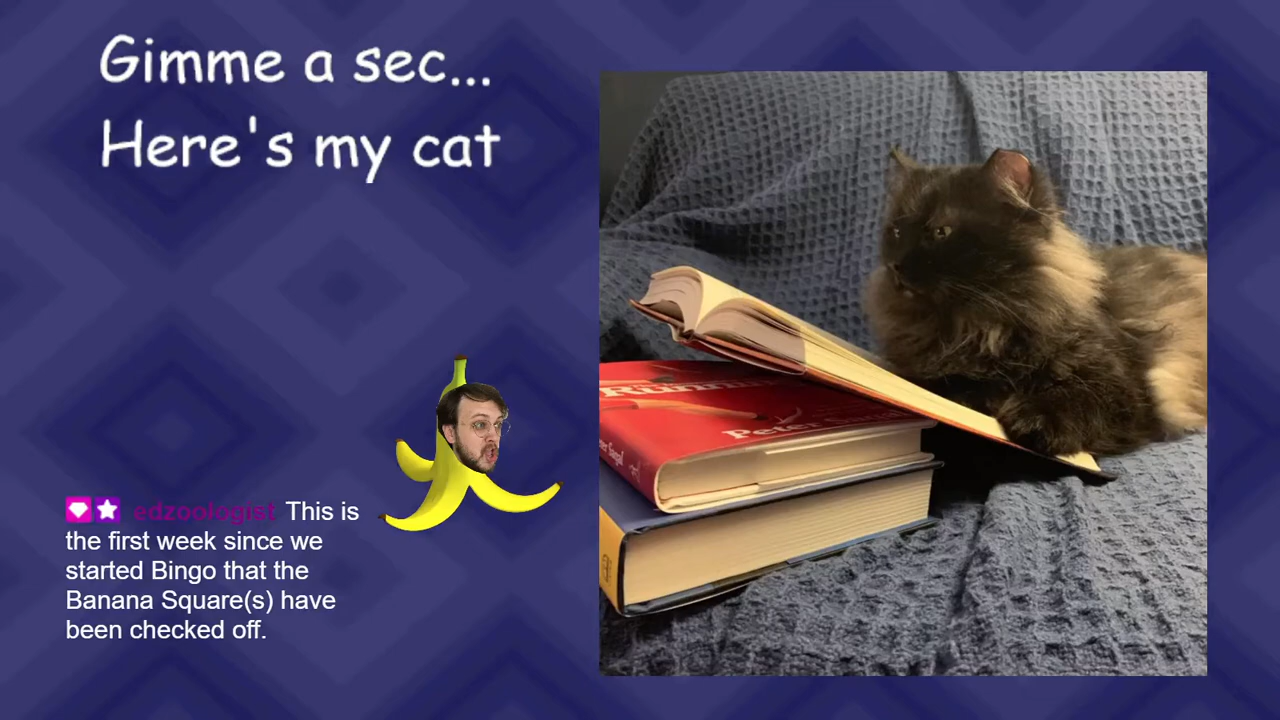 Gimme a sec...
Here's my cat
edzoologist This is
the first week since we
started Bingo that the
Banana Square(s) have
been checked off.
Peter